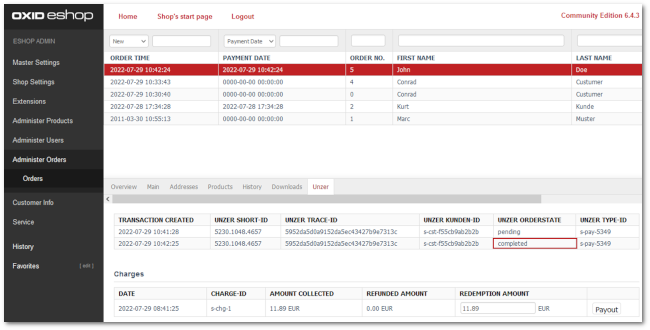 OXID eshop
Home Shop's start page Logout Community Edition 6.4.3
ESHOP ADMIN
Master Settings
Shop Settings
Extensions
Administer Products
Administer Users
Administer Orders
Orders
Customer Info
Service
History
Favorites [ edit ]
New Payment Date
ORDER TIME PAYMENT DATE ORDER NO. FIRST NAME LAST NAME
2022-07-29 10:42:24 2022-07-29 10:42:24 5 John Doe
2022-07-29 10:33:43 0000-00-00 00:00:00 4 Conrad Custumer
2022-07-29 10:30:40 0000-00-00 00:00:00 0 Conrad Custumer
2022-07-28 17:34:28 2022-07-28 17:34:28 2 Kurt Kunde
2011-03-30 10:55:13 0000-00-00 00:00:00 1 Marc Muster
Overview Main Addresses Products History Downloads Unzer
TRANSACTION CREATED UNZER SHORT-ID UNZER TRACE-ID UNZER KUNDEN-ID UNZER ORDERSTATE UNZER TYPE-ID
2022-07-29 10:41:28 5230.1048.4657 5952da5d0a9152da5ec43427b9e7313c s-cst-f55cb9ab2b2b pending s-pay-5349
2022-07-29 10:42:25 5230.1048.4657 5952da5d0a9152da5ec43427b9e7313c s-cst-f55cb9ab2b2b completed s-pay-5349
Charges
DATE CHARGE-ID AMOUNT COLLECTED REFUNDED AMOUNT REDEMPTION AMOUNT
2022-07-29 08:41:25 s-chg-1 11.89 EUR 0.00 EUR 11.89 EUR Payout